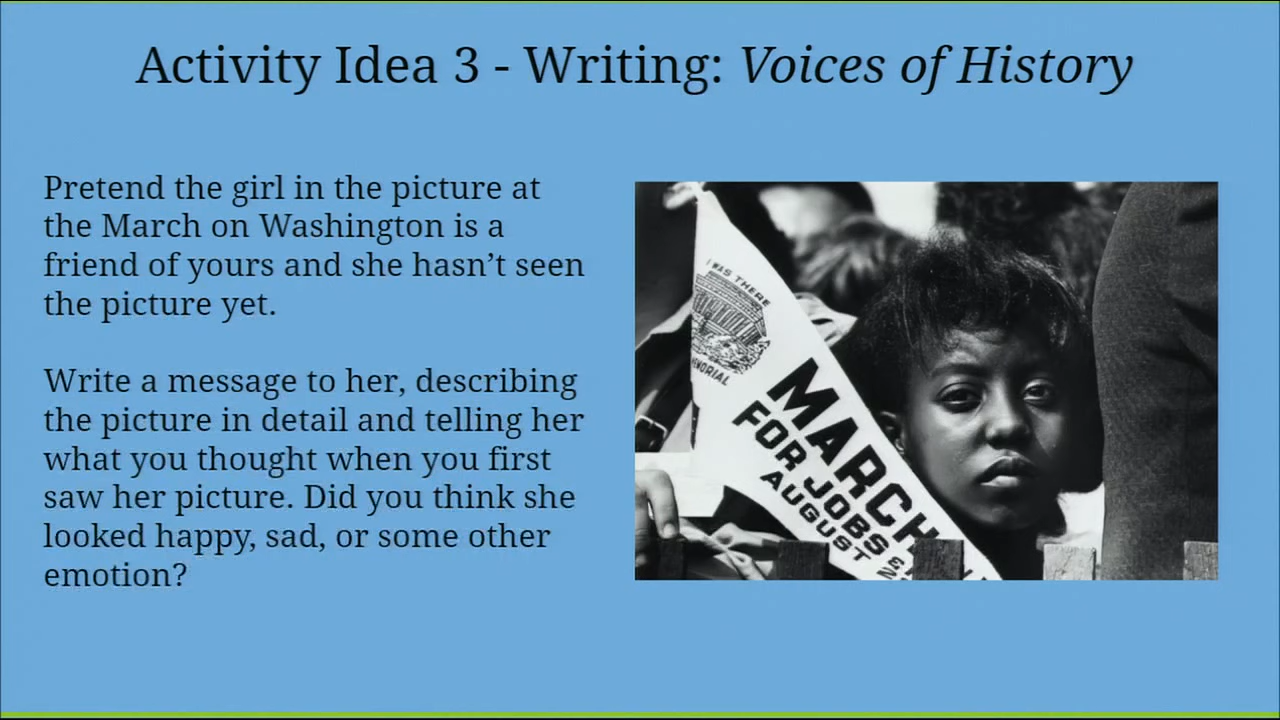 Activity Idea 3 - Writing: Voices of History
Pretend the girl in the picture at
the March on Washington is a
friend of yours and she hasn’t seen
the picture yet.
Write a message to her, describing
the picture in detail and telling her
what you thought when you first
saw her picture. Did you think she
looked happy, sad, or some other
emotion?
I WAS THERE
MARCH
FOR JOBS
AUGUST